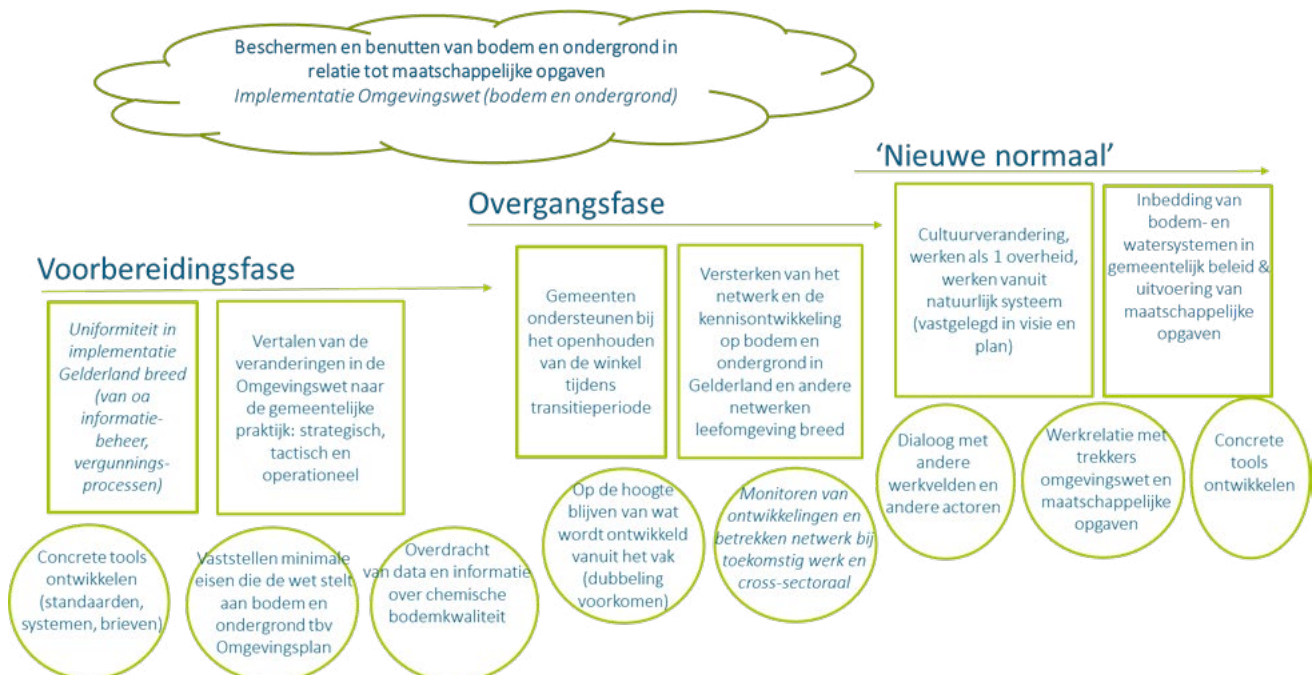 Beschermen en benutten van bodem en ondergrond in
relatie tot maatschappelijke opgaven
Implementatie Omgevingswet (bodem en ondergrond)
Voorbereidingsfase
Uniformiteit in
implementatie
Gelderland breed
(van oa
informatie-
beheer,
vergunnings-
processen)
Vertalen van de
veranderingen in de
Omgevingswet naar
de gemeentelijke
praktijk: strategisch,
tactisch en
operationeel
Concrete tools
ontwikkelen
(standaarden,
systemen, brieven)
Vaststellen minimale
eisen die de wet stelt
aan bodem en
ondergrond tbv
Omgevingsplan
Overdracht
van data en informatie
over chemische
bodemkwaliteit
Overgangsfase
Gemeenten
ondersteunen bij
het openhouden
van de winkel
tijdens
transitieperiode
Versterken van het
netwerk en de
kennisontwikkeling
op bodem en
ondergrond in
Gelderland en andere
netwerken
leefomgeving breed
Op de hoogte
blijven van wat
wordt ontwikkeld
vanuit het vak
(dubbeling
voorkomen)
Monitoren van
ontwikkelingen en
betrekken netwerk bij
toekomstig werk en
cross-sectoraal
'Nieuwe normaal'
Cultuurverandering,
werken als 1 overheid,
werken vanuit
natuurlijk systeem
(vastgelegd in visie en
plan)
Inbedding van
bodem- en
watersystemen in
gemeentelijk beleid &
uitvoering van
maatschappelijke
opgaven
Dialoog met
andere
werkvelden en
andere actoren
Werkrelatie met
trekkers
omgevingswet en
maatschappelijke
opgaven
Concrete
tools
ontwikkelen